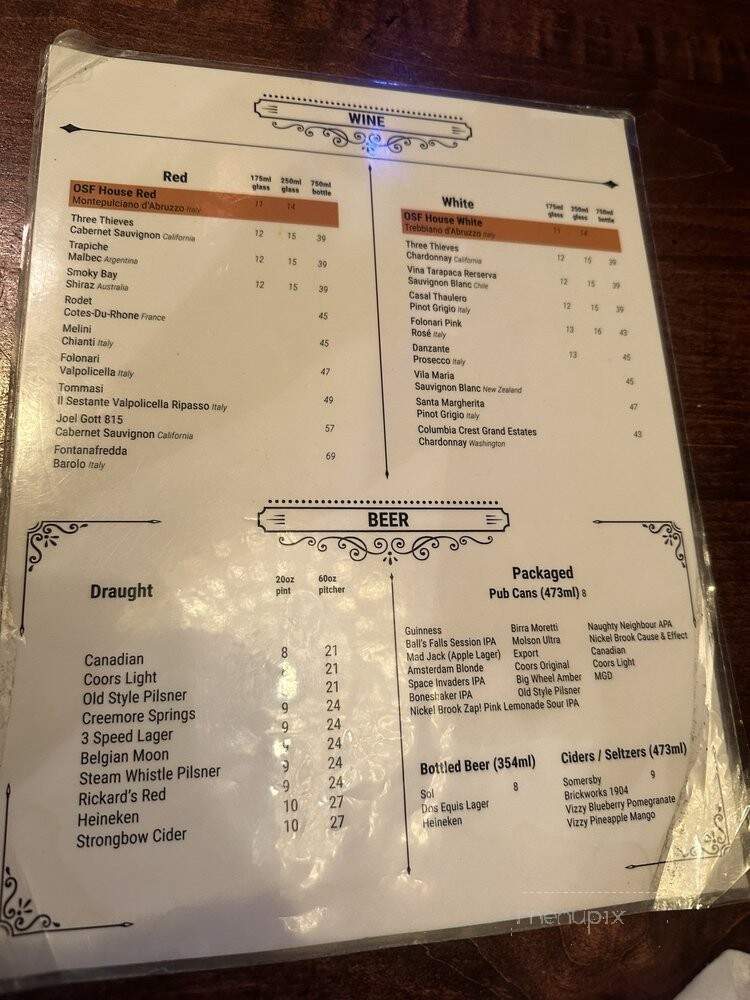 WINE
Red
175ml glass 250ml glass 750ml bottle
OSF House Red
Montepulciano d'Abruzzo Italy 11 14
Three Thieves
Cabernet Sauvignon California 12 15 39
Trapiche
Malbec Argentina 12 15 39
Smoky Bay
Shiraz Australia 12 15 39
Rodet
Cotes-Du-Rhone France 45
Melini
Chianti Italy 45
Folonari
Valpolicella Italy 47
Tommasi
Il Sestante Valpolicella Ripasso Italy 49
Joel Gott 815
Cabernet Sauvignon California 57
Fontanafredda
Barolo Italy 69
White
175ml glass 250ml glass 750ml bottle
OSF House White
Trebbiano d'Abruzzo Italy 11 14
Three Thieves
Chardonnay California 12 15 39
Vina Tarapaca Rerserva
Sauvignon Blanc Chile 12 15 39
Casal Thaulero
Pinot Grigio Italy 12 15 39
Folonari Pink
Rosé Italy 13 16 43
Danzante
Prosecco Italy 13 45
Vila Maria
Sauvignon Blanc New Zealand 45
Santa Margherita
Pinot Grigio Italy 47
Columbia Crest Grand Estates
Chardonnay Washington 43
BEER
Draught
20oz pint 60oz pitcher
Canadian 8 21
Coors Light 21
Old Style Pilsner 21
Creemore Springs 9 24
3 Speed Lager 9 24
Belgian Moon 24
Steam Whistle Pilsner 9 24
Rickard's Red 9 24
Heineken 10 27
Strongbow Cider 10 27
Packaged
Pub Cans (473ml) 8
Guinness
Ball's Falls Session IPA
Mad Jack (Apple Lager)
Amsterdam Blonde
Space Invaders IPA
Boneshaker IPA
Nickel Brook Zap! Pink Lemonade Sour IPA
Birra Moretti
Molson Ultra
Export
Coors Original
Big Wheel Amber
Old Style Pilsner
Naughty Neighbour APA
Nickel Brook Cause & Effect
Canadian
Coors Light
MGD
Bottled Beer (354ml)
8
Sol
Dos Equis Lager
Heineken
Ciders / Seltzers (473ml)
9
Somersby
Brickworks 1904
Vizzy Blueberry Pomegranate
Vizzy Pineapple Mango
menupix